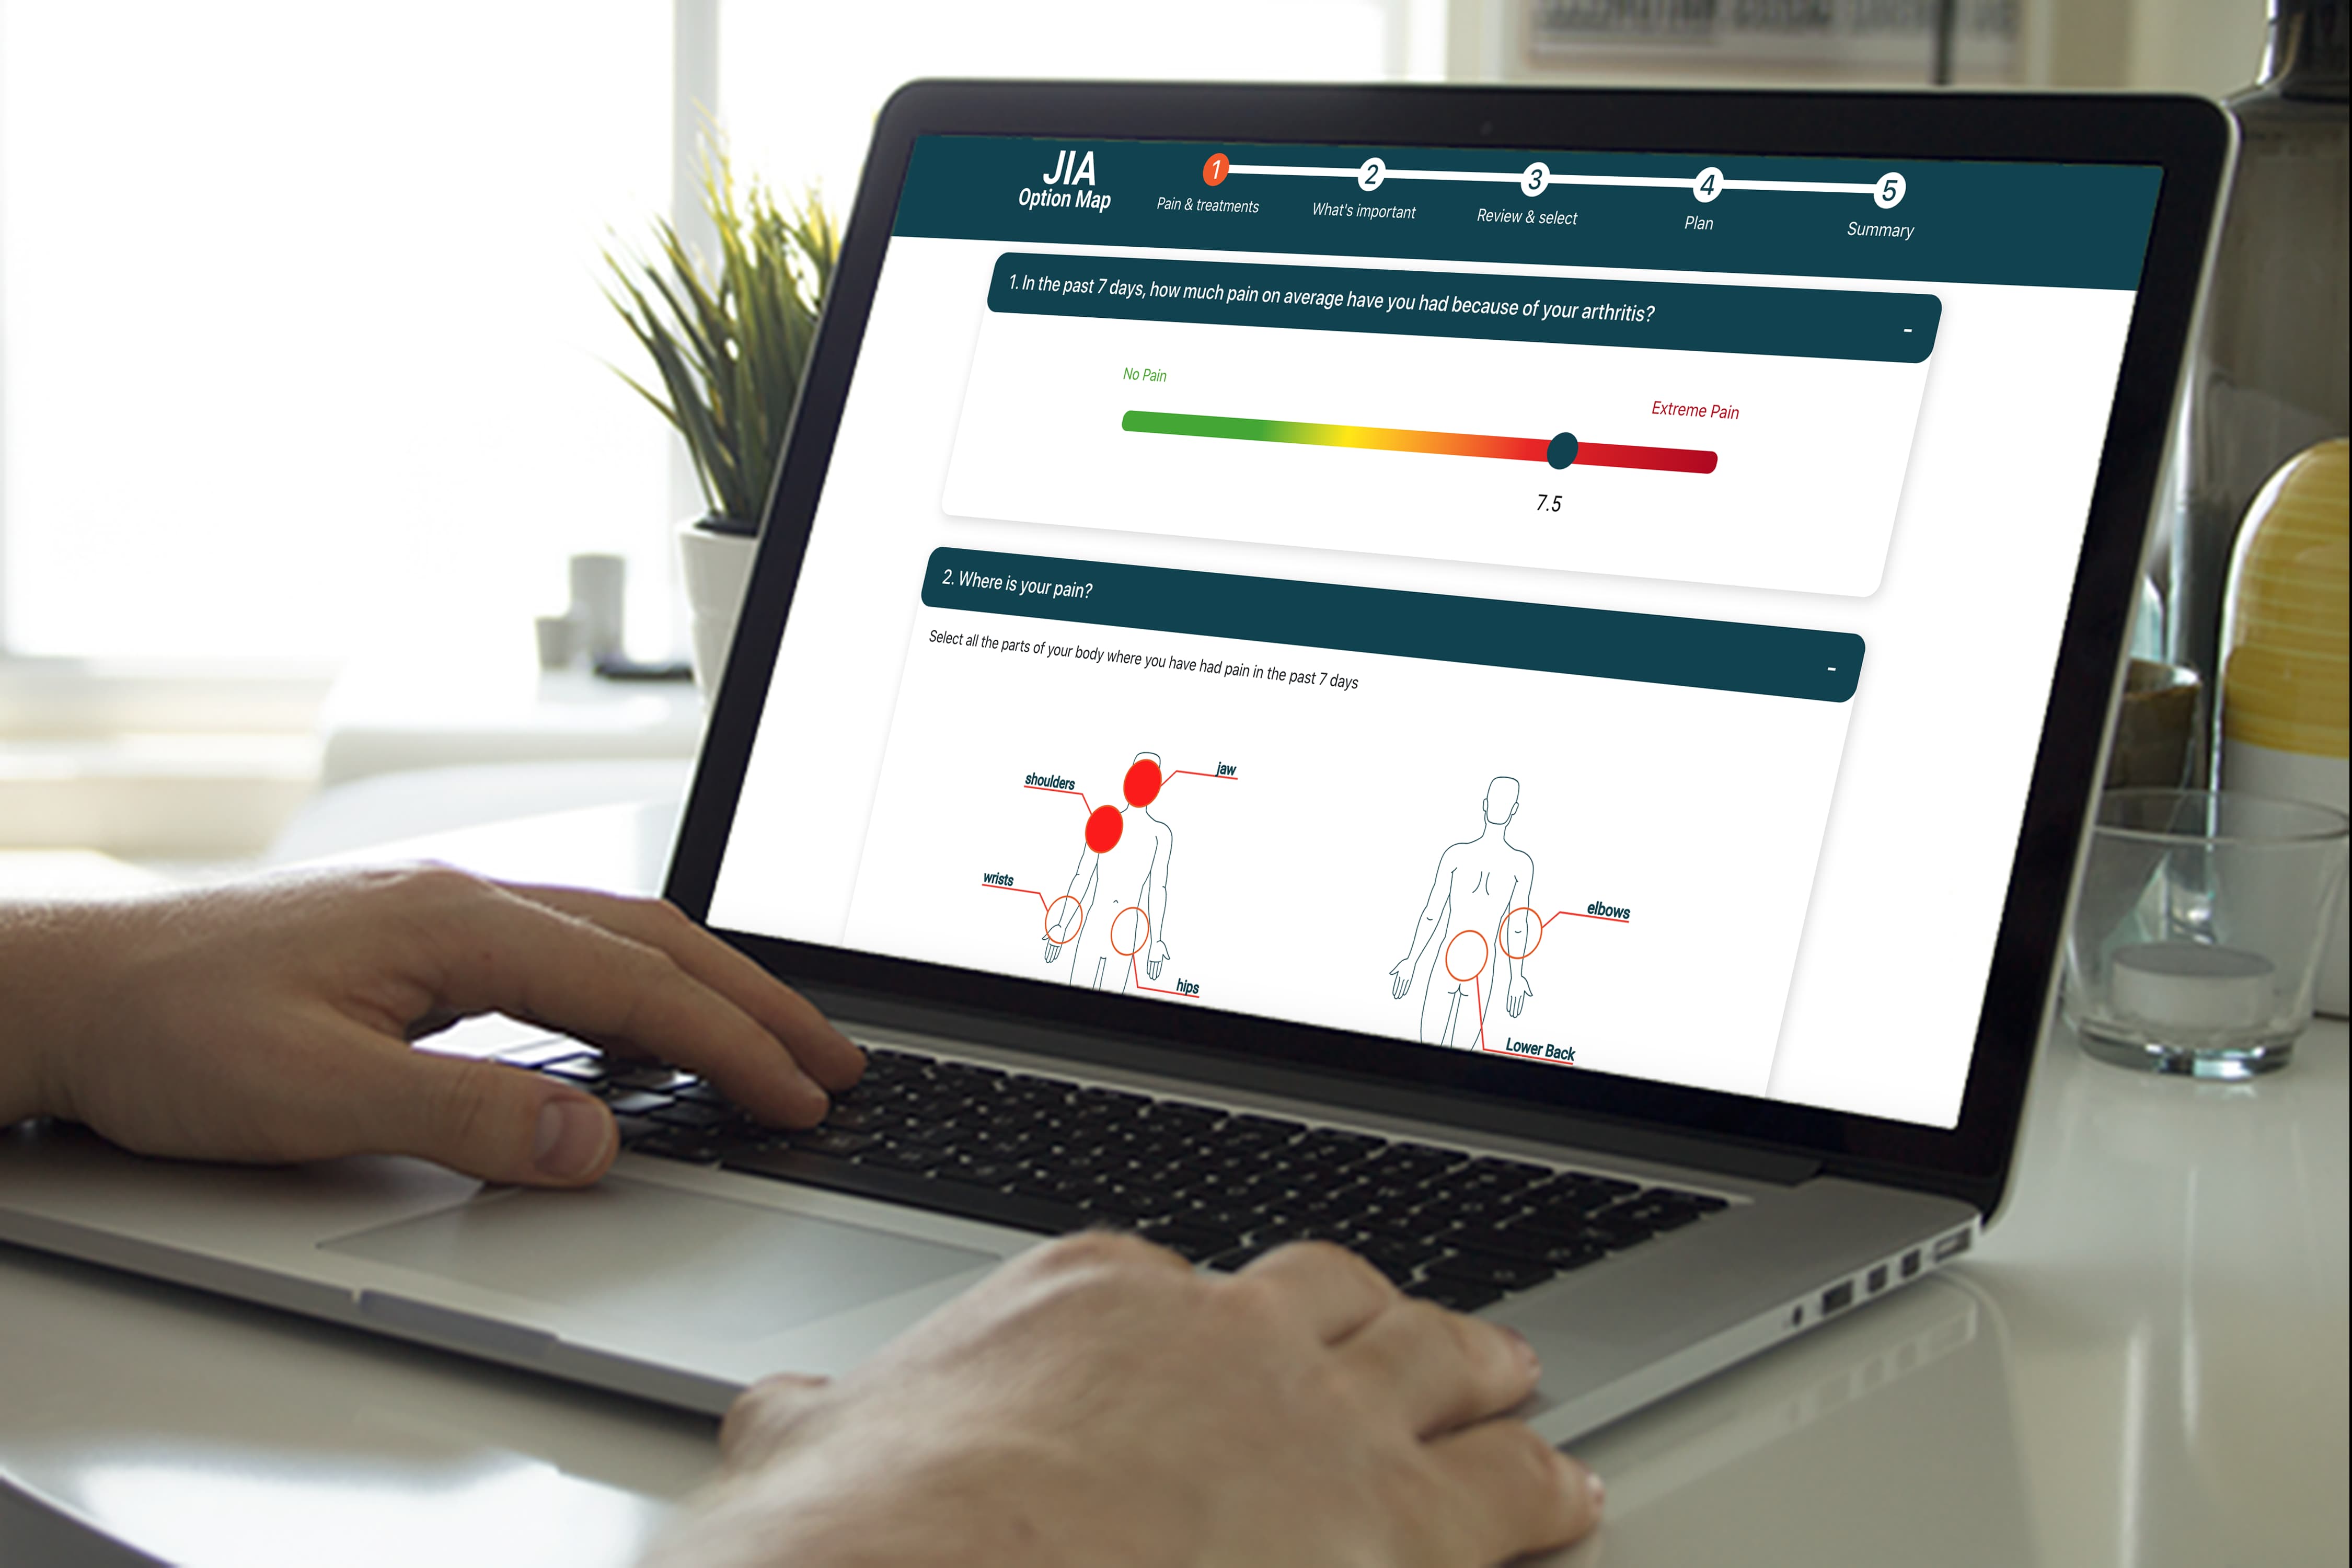 JIA
Option Map
1
Pain & treatments
2
What's important
3
Review & select
4
Plan
5
Summary
1. In the past 7 days, how much pain on average have you had because of your arthritis?
-
No Pain
Extreme Pain
7.5
2. Where is your pain?
-
Select all the parts of your body where you have had pain in the past 7 days
shoulders
jaw
wrists
hips
elbows
Lower Back